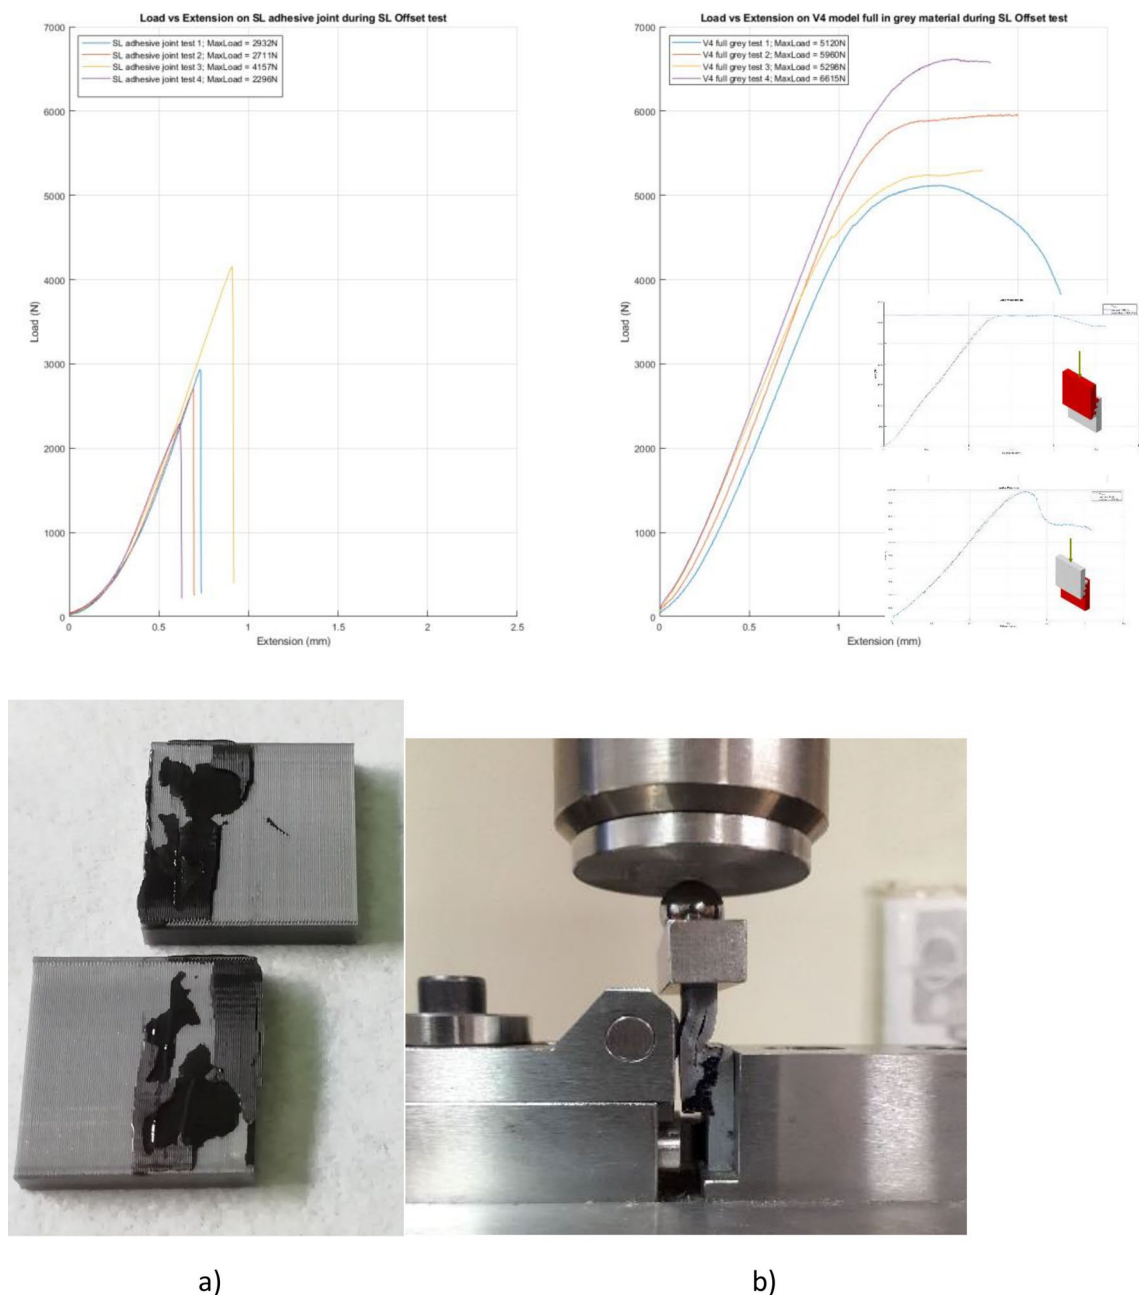 Load vs Extension on SL adhesive joint during SL Offset test
7000
6000
5000
4000
3000
2000
1000
0
Load (N)
SL adhesive joint test 1; MaxLoad = 2932N
SL adhesive joint test 2; MaxLoad = 2711N
SL adhesive joint test 3; MaxLoad = 4157N
SL adhesive joint test 4; MaxLoad = 2296N
0 0.5 1 1.5 2 2.5
Extension (mm)
Load vs Extension on V4 model full in grey material during SL Offset test
7000
6000
5000
4000
3000
2000
1000
0
Load (N)
V4 full grey test 1; MaxLoad = 5120N
V4 full grey test 2; MaxLoad = 5960N
V4 full grey test 3; MaxLoad = 5298N
V4 full grey test 4; MaxLoad = 6615N
0 0.5 1
Extension (mm)
a)
b)